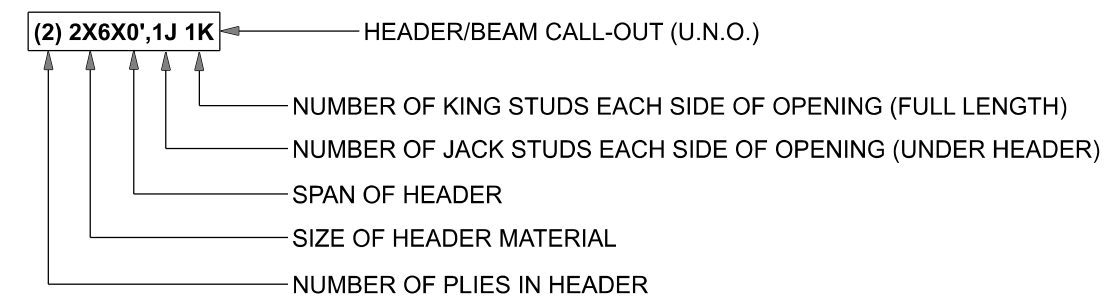 (2) 2X6X0',1J 1K
HEADER/BEAM CALL-OUT (U.N.O.)
NUMBER OF KING STUDS EACH SIDE OF OPENING (FULL LENGTH)
NUMBER OF JACK STUDS EACH SIDE OF OPENING (UNDER HEADER)
SPAN OF HEADER
SIZE OF HEADER MATERIAL
NUMBER OF PLIES IN HEADER